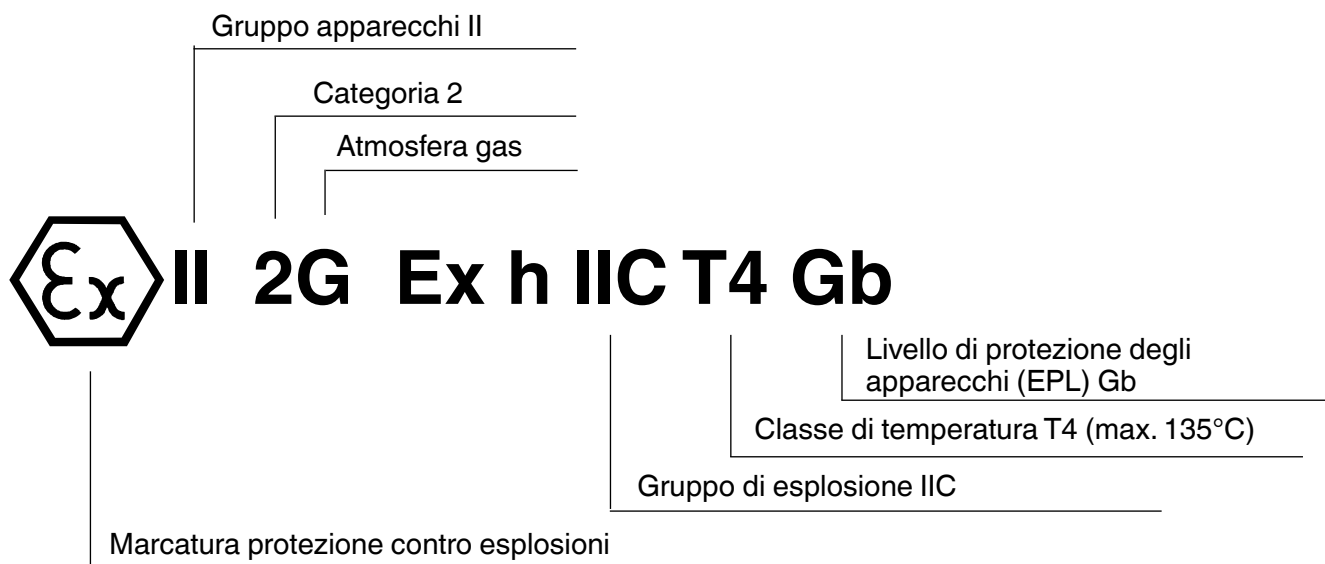 Gruppo apparecchi II
Categoria 2
Atmosfera gas
Ex II 2G Ex h IIC T4 Gb
Livello di protezione degli
apparecchi (EPL) Gb
Classe di temperatura T4 (max. 135°C)
Gruppo di esplosione IIC
Marcatura protezione contro esplosioni